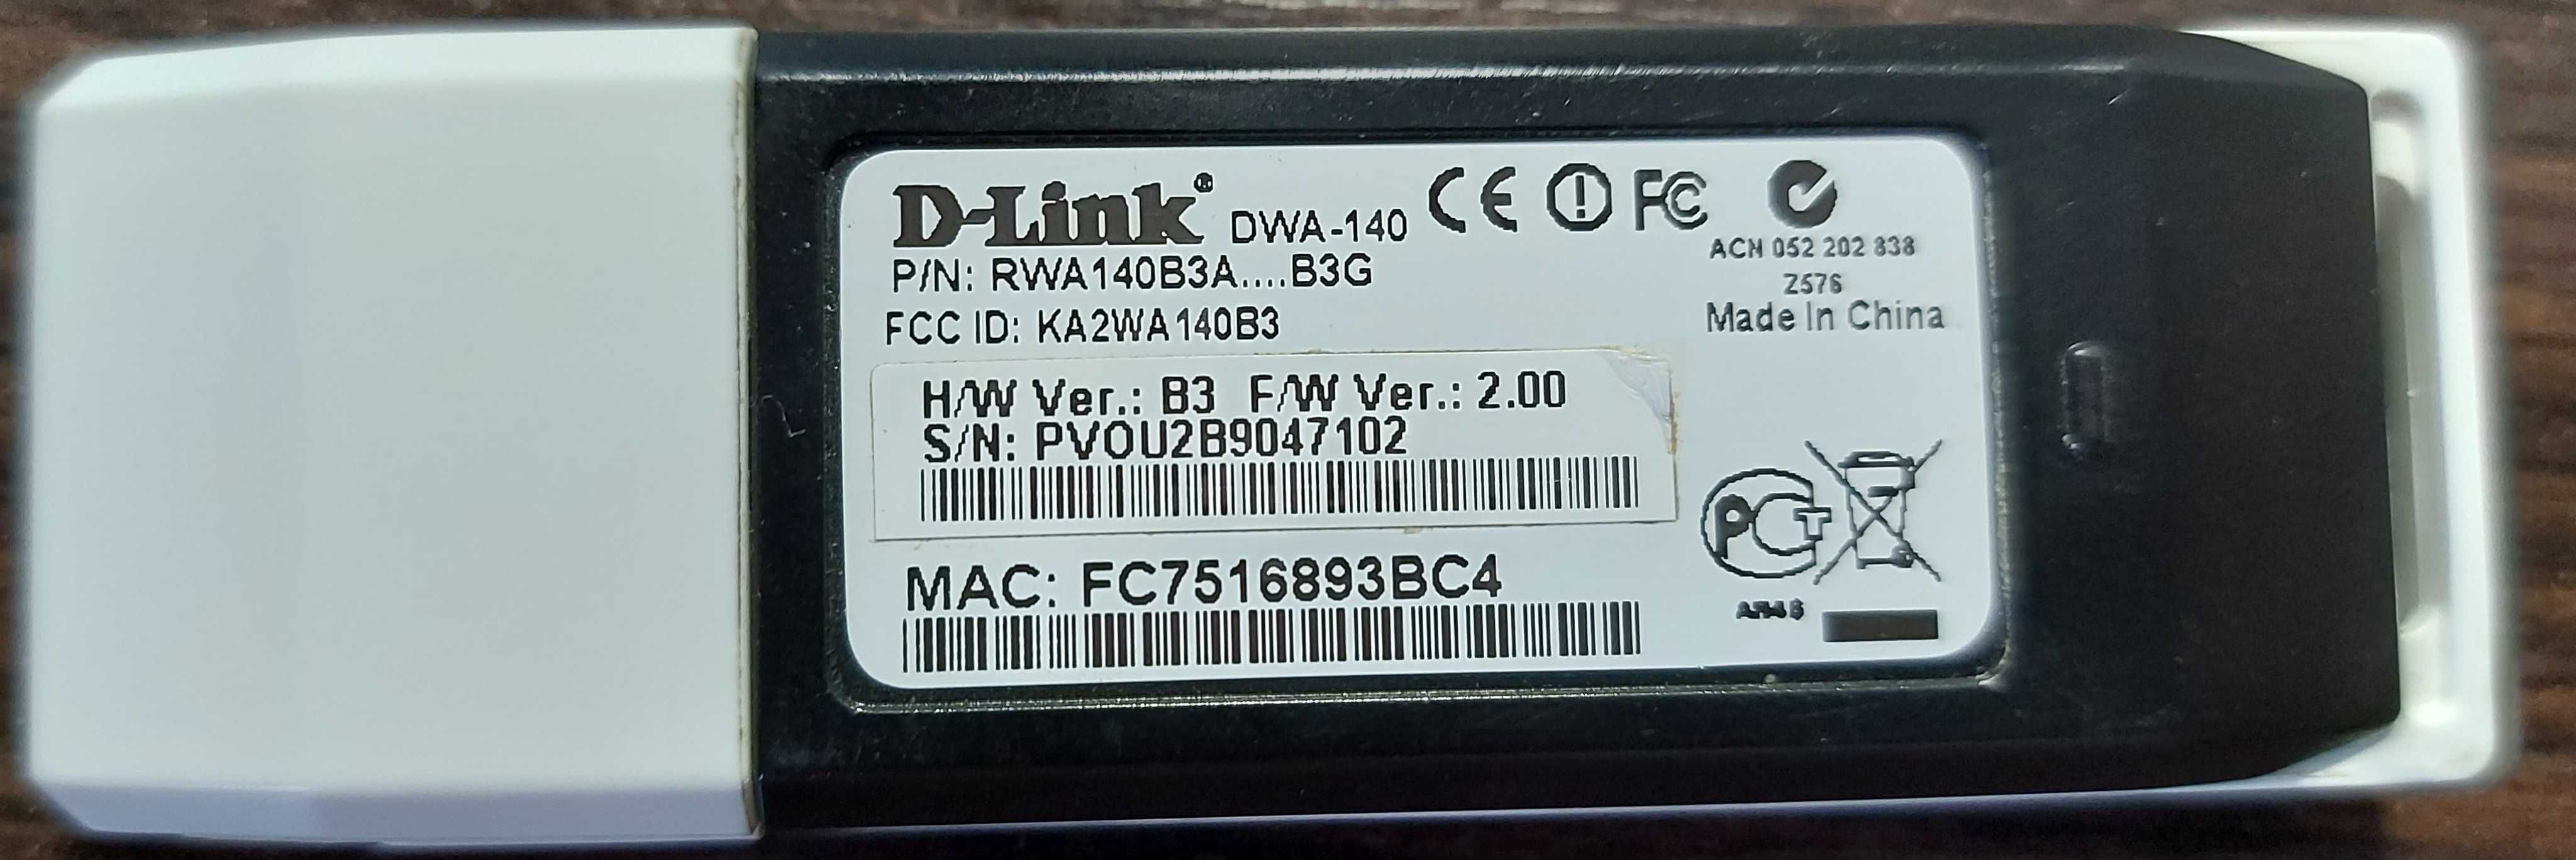 D-Link® DWA-140 CE FC
ACN 052 202 838
Z576
P/N: RWA140B3A....B3G
FCC ID: KA2WA140B3
Made In China
H/W Ver.: B3 F/W Ver.: 2.00
S/N: PVOU2B9047102
MAC: FC7516893BC4